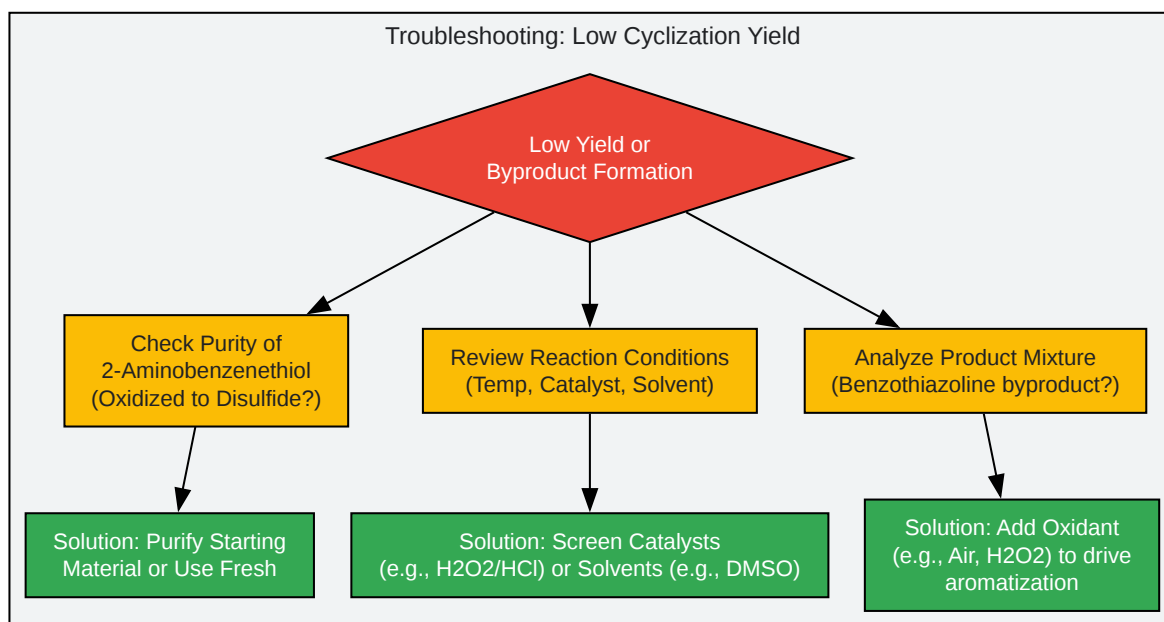 Troubleshooting: Low Cyclization Yield
Low Yield or
Byproduct Formation
Check Purity of
2-Aminobenzenethiol
(Oxidized to Disulfide?)
Review Reaction Conditions
(Temp, Catalyst, Solvent)
Analyze Product Mixture
(Benzothiazoline byproduct?)
Solution: Purify Starting
Material or Use Fresh
Solution: Screen Catalysts
(e.g., H2O2/HCl) or Solvents (e.g., DMSO)
Solution: Add Oxidant
(e.g., Air, H2O2) to drive
aromatization